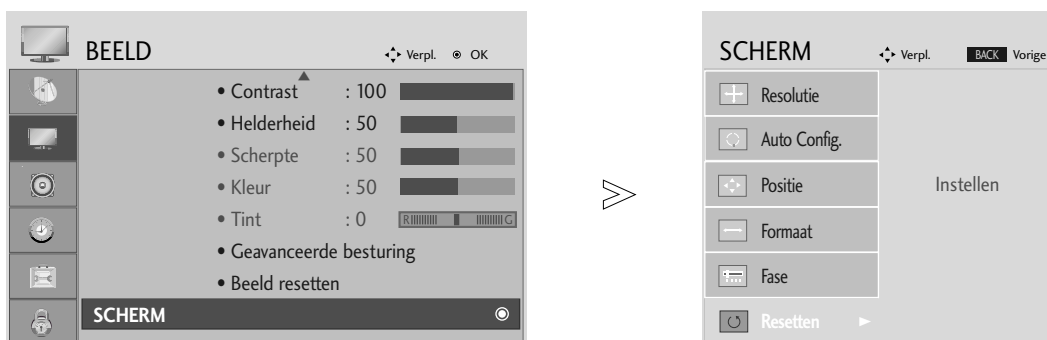 BEELD
Verpl. OK
• Contrast : 100
• Helderheid : 50
• Scherpte : 50
• Kleur : 50
• Tint : 0 R G
• Geavanceerde besturing
• Beeld resetten
SCHERM
SCHERM
Verpl. BACK Vorige
Resolutie
Auto Config.
Positie
Instellen
Formaat
Fase
Resetten